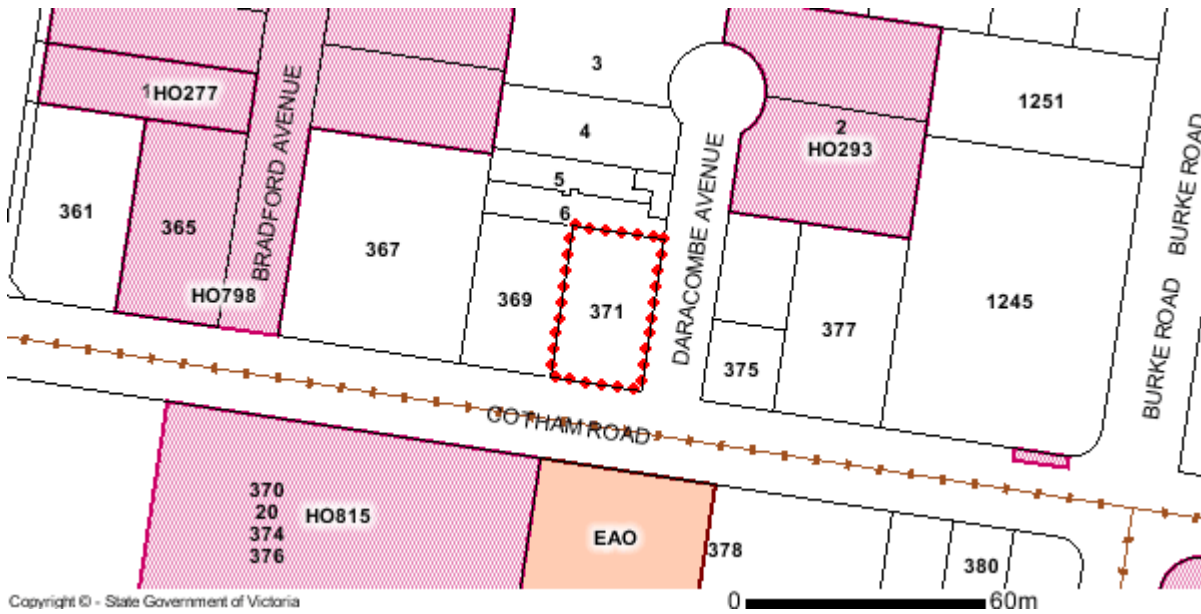 3
1251
1
HO277
4
2
HO293
BRADFORD AVENUE
DARACOMBE AVENUE
BURKE ROAD
BURKE ROAD
5
6
361
365
367
369
371
HO798
375
377
1245
COTHAM ROAD
370
20
374
376
HO815
EAO
378
380
Copyright © - State Government of Victoria
0 60m